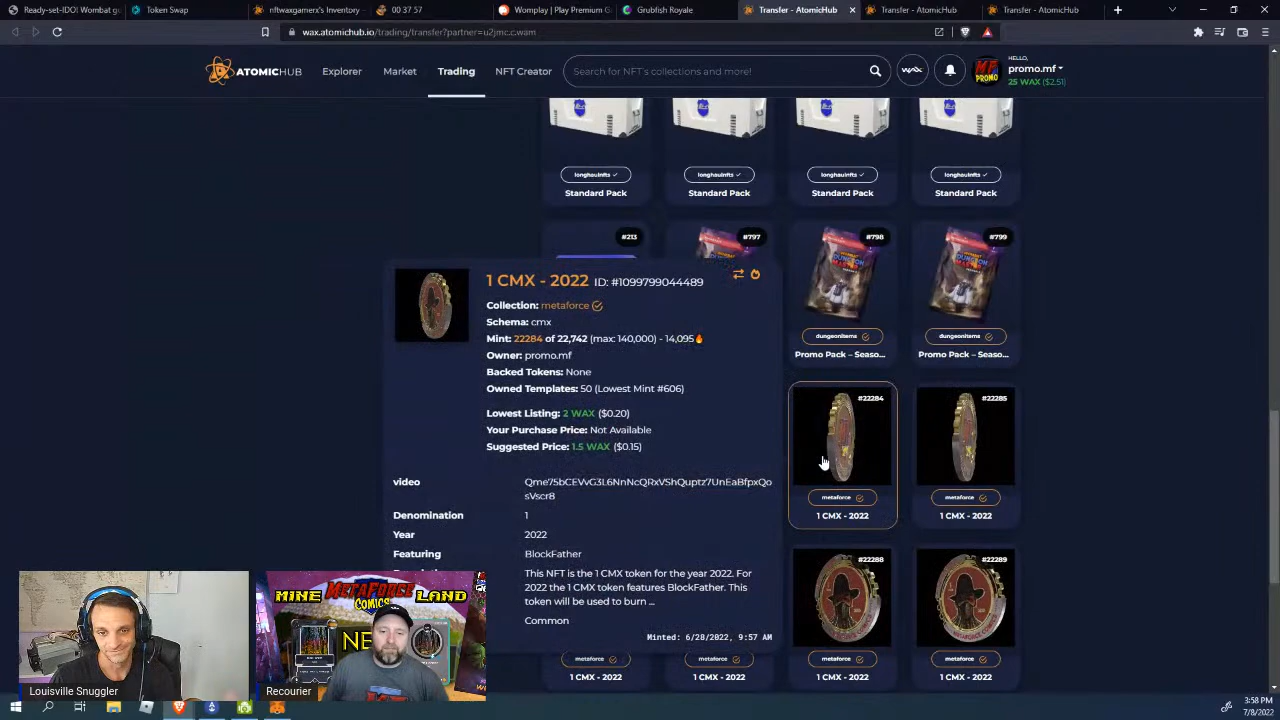 Ready-set-IDO! Wombat g
Token Swap
nftwaxgamerx's Inventory -
00:37:57
Womplay | Play Premium G
Grubfish Royale
Transfer - AtomicHub
Transfer - AtomicHub
Transfer - AtomicHub
wax.atomichub.io/trading/transfer?partner=u2jmc.c.wam
ATOMICHUB
Explorer
Market
Trading
NFT Creator
Search for NFT's collections and more!
WAX
MF PROMO
HELLO,
promo.mf
25 WAX ($2.51)
longhaulnfts
longhaulnfts
longhaulnfts
longhaulnfts
Standard Pack
Standard Pack
Standard Pack
Standard Pack
#213
#797
#798
#799
dungeonitems
dungeonitems
Promo Pack – Seaso...
Promo Pack – Seaso...
1 CMX - 2022 ID: #1099799044489
Collection: metaforce
Schema: cmx
Mint: 22284 of 22,742 (max: 140,000) - 14,095
Owner: promo.mf
Backed Tokens: None
Owned Templates: 50 (Lowest Mint #606)
Lowest Listing: 2 WAX ($0.20)
Your Purchase Price: Not Available
Suggested Price: 1.5 WAX ($0.15)
video
Qme75bCEVvG3L6NnNcQRxVShQuptz7UnEaBfpxQo
sVscr8
Denomination 1
Year 2022
Featuring BlockFather
This NFT is the 1 CMX token for the year 2022. For
2022 the 1 CMX token features BlockFather. This
token will be used to burn ...
Common
Minted: 6/28/2022, 9:57 AM
#22284
#22285
metaforce
metaforce
1 CMX - 2022
1 CMX - 2022
#22288
#22289
metaforce
metaforce
metaforce
metaforce
1 CMX - 2022
1 CMX - 2022
1 CMX - 2022
1 CMX - 2022
MINE METAFORCE LAND
COMICS
NE
Louisville Snuggler
Recourier
3:58 PM
7/8/2022